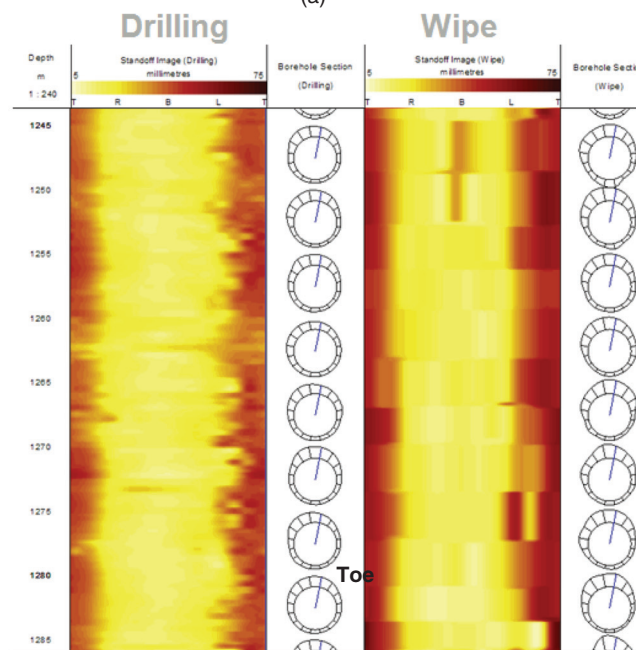 (a)
Drilling Wipe
Depth
m
1 : 240
Standoff Image (Drilling)
5 millimetres 75
T R B L T
Borehole Section
(Drilling)
Standoff Image (Wipe)
5 millimetres 75
T R B L T
Borehole Section
(Wipe)
1245
1250
1255
1260
1265
1270
1275
1280
Toe
1285